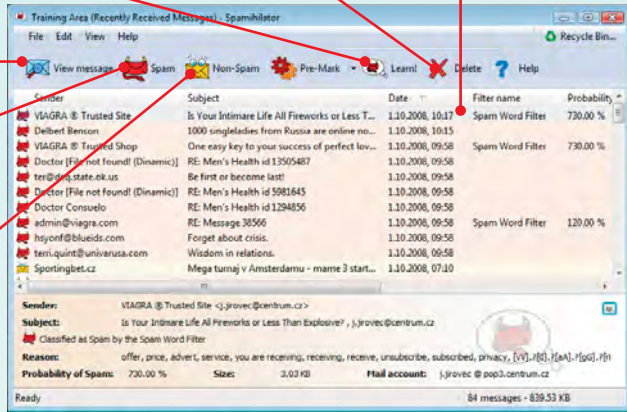 Training Area (Recently Received Messages) - Spamihilator
File Edit View Help Recycle Bin...
View message Spam Non-Spam Pre-Mark Learn! Delete Help
Sender Subject Date Filter name Probability
VIAGRA ® Trusted Site Is Your Intimare Life All Fireworks or Less T... 1.10.2008, 10:17 Spam Word Filter 730.00 %
Delbert Benson 1000 singleladies from Russia are online no... 1.10.2008, 10:15
VIAGRA ® Trusted Shop One easy key to your success of perfect lov... 1.10.2008, 09:58 Spam Word Filter 730.00 %
Doctor [File not found! (Dinamic)] RE: Men's Health id 13505487 1.10.2008, 09:58
ter@deq.state.ok.us Be first or become last! 1.10.2008, 09:58
Doctor [File not found! (Dinamic)] RE: Men's Health id 5981645 1.10.2008, 09:58
Doctor Consuelo RE: Men's Health id 1294856 1.10.2008, 09:58
admin@viagra.com RE: Message 38566 1.10.2008, 09:58 Spam Word Filter 120.00 %
hsyonf@blueids.com Forget about crisis. 1.10.2008, 09:58
terri.quint@univarusa.com Wisdom in relations. 1.10.2008, 09:58
Sportingbet.cz Mega turnaj v Amsterdamu - mame 3 start... 1.10.2008, 07:10
Sender: VIAGRA ® Trusted Site <j.jirovec@centrum.cz>
Subject: Is Your Intimare Life All Fireworks or Less Than Explosive? , j.jirovec@centrum.cz
Classified as Spam by the Spam Word Filter
Reason: offer, price, advert, service, you are receiving, receiving, receive, unsubscribe, subscribed, privacy,
Probability of Spam: 730.00 % Size: 3.03 KB Mail account: j.jirovec @ pop3.centrum.cz
Ready 84 messages - 839.53 KB